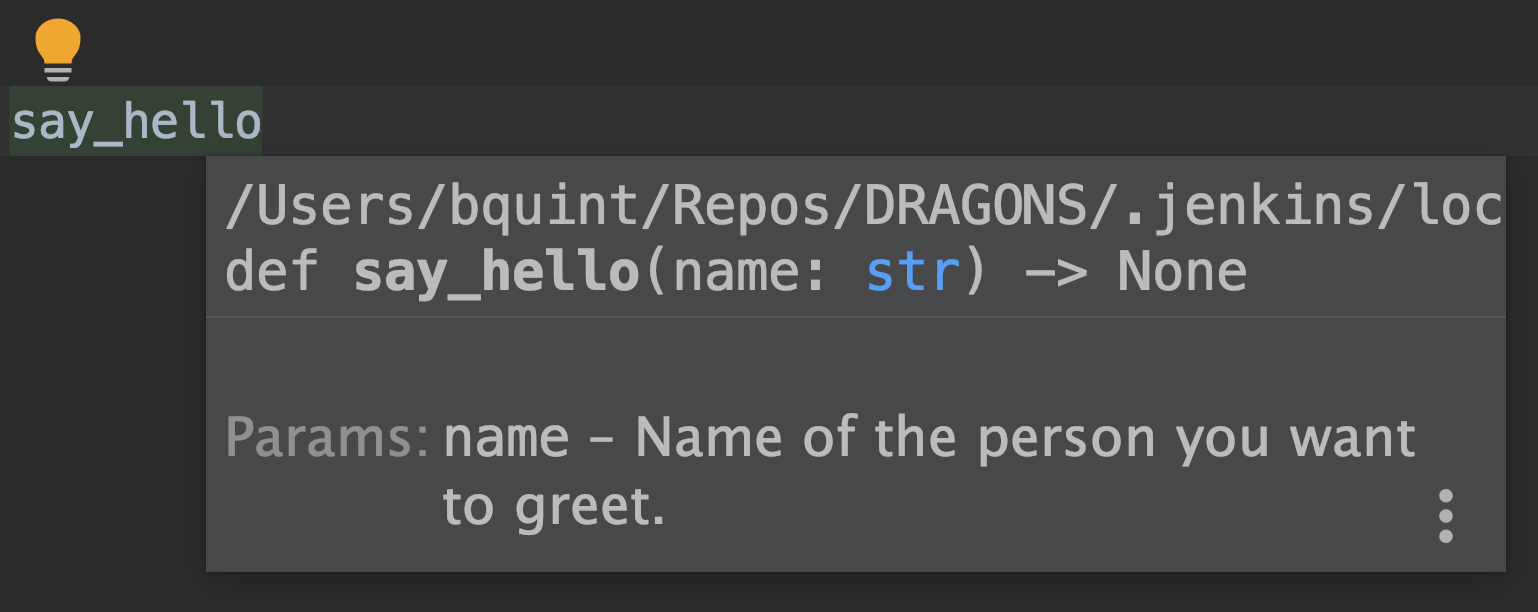 say_hello
/Users/bquint/Repos/DRAGONS/.jenkins/loc
def say_hello(name: str) -> None
Params: name – Name of the person you want
to greet.